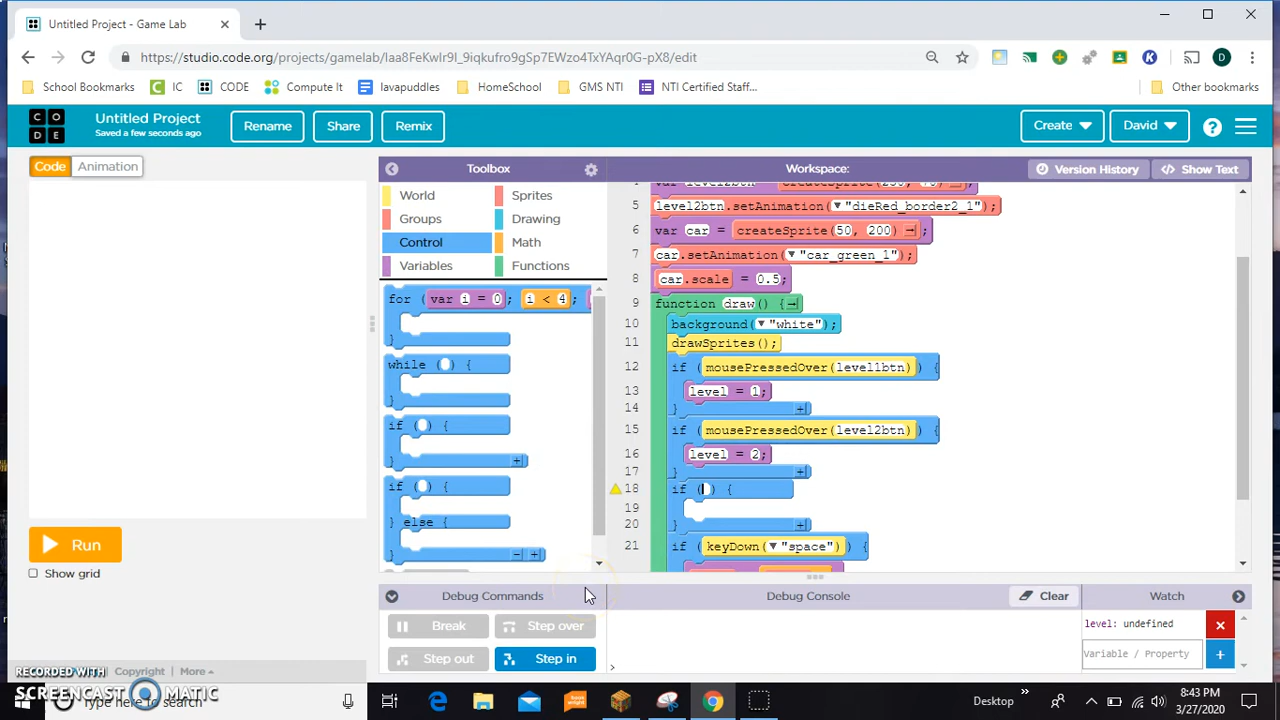 Untitled Project - Game Lab
https://studio.code.org/projects/gamelab/Iaa8FeKwIr9I_9iqkufro9gSp7EWzo4TxYAqr0G-pX8/edit
School Bookmarks IC CODE Compute It lavapuddles HomeSchool GMS NTI NTI Certified Staff... Other bookmarks
CODE
Untitled Project
Saved a few seconds ago
Rename Share Remix Create David
Code Animation
Toolbox
Workspace: Version History </> Show Text
World Sprites
Groups Drawing
Control Math
Variables Functions
for ( var i = 0; i < 4;
}
while ( ) {
}
if ( ) {
}
if ( ) {
} else {
}
5 level2btn.setAnimation( "dieRed_border2_1");
6 var car = createSprite(50, 200);
7 car.setAnimation( "car_green_1");
8 car.scale = 0.5;
9 function draw() {
10 background( "white");
11 drawSprites();
12 if ( mousePressedOver(level1btn) ) {
13 level = 1;
14 }
15 if ( mousePressedOver(level2btn) ) {
16 level = 2;
17 }
18 if ( ) {
19
20 }
21 if ( keyDown( "space") ) {
Run
Show grid
Debug Commands Debug Console Clear Watch
Break Step over
Step out Step in
level: undefined
Variable / Property
>
Copyright More
RECORDED WITH
SCREENCAST MATIC
Type here to search
Desktop
8:43 PM
3/27/2020